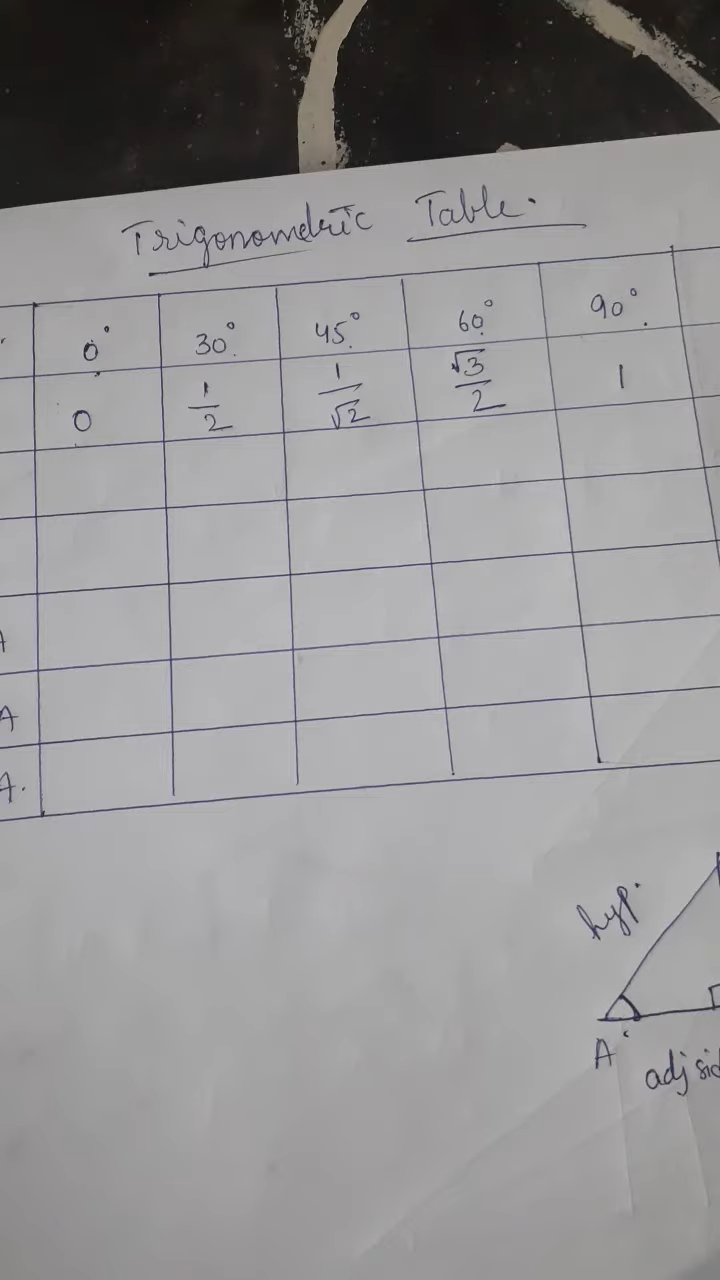 Trigonometric Table.
0° 30° 45° 60° 90°
0 1/2 1/√2 √3/2 1
A
A
A.
hyp.
A
adj